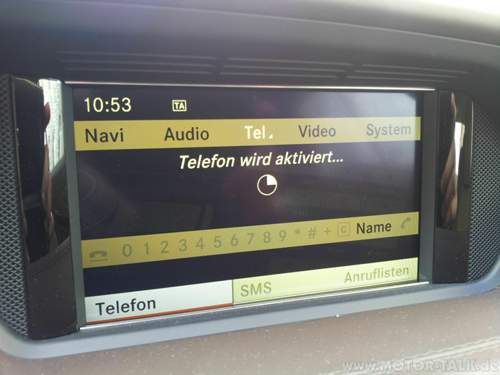 10:53 TA
Navi Audio Tel. Video System
Telefon wird aktiviert...
0 1 2 3 4 5 6 7 8 9 * # + C Name
Telefon SMS Anruflisten
www.MOTOR-TALK.de